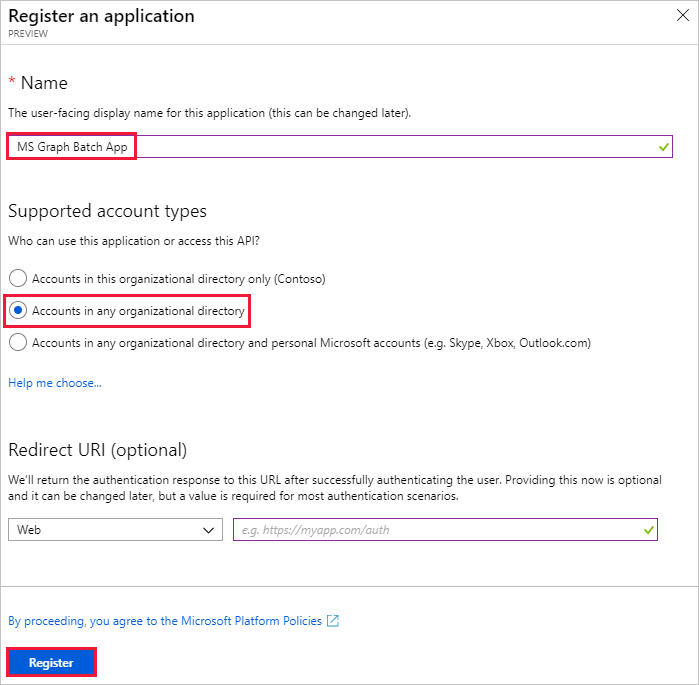 Register an application
PREVIEW
* Name
The user-facing display name for this application (this can be changed later).
MS Graph Batch App
Supported account types
Who can use this application or access this API?
Accounts in this organizational directory only (Contoso)
Accounts in any organizational directory
Accounts in any organizational directory and personal Microsoft accounts (e.g. Skype, Xbox, Outlook.com)
Help me choose...
Redirect URI (optional)
We'll return the authentication response to this URL after successfully authenticating the user. Providing this now is optional
and it can be changed later, but a value is required for most authentication scenarios.
Web
e.g. https://myapp.com/auth
By proceeding, you agree to the Microsoft Platform Policies
Register